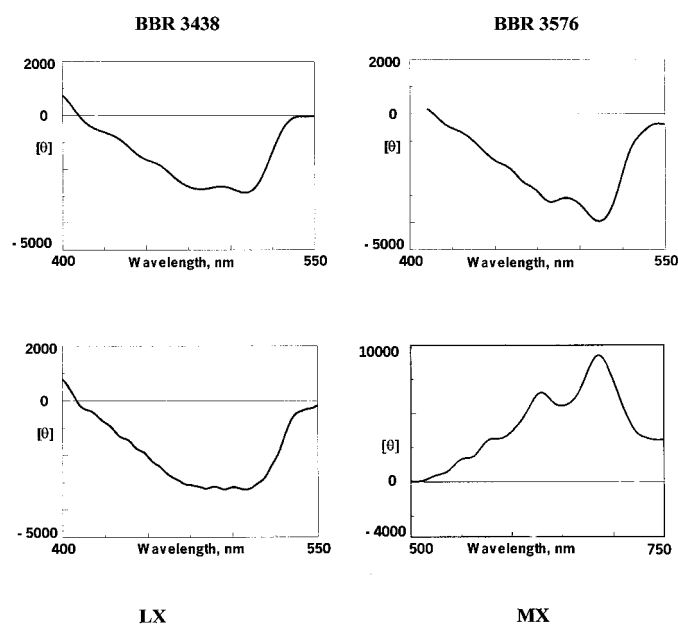 BBR 3438
BBR 3576
2000
0
[θ]
- 5000
400
Wavelength, nm
550
2000
0
[θ]
- 5000
400
Wavelength, nm
550
2000
0
[θ]
- 5000
400
Wavelength, nm
550
10000
[θ]
0
- 4000
500
Wavelength, nm
750
LX
MX